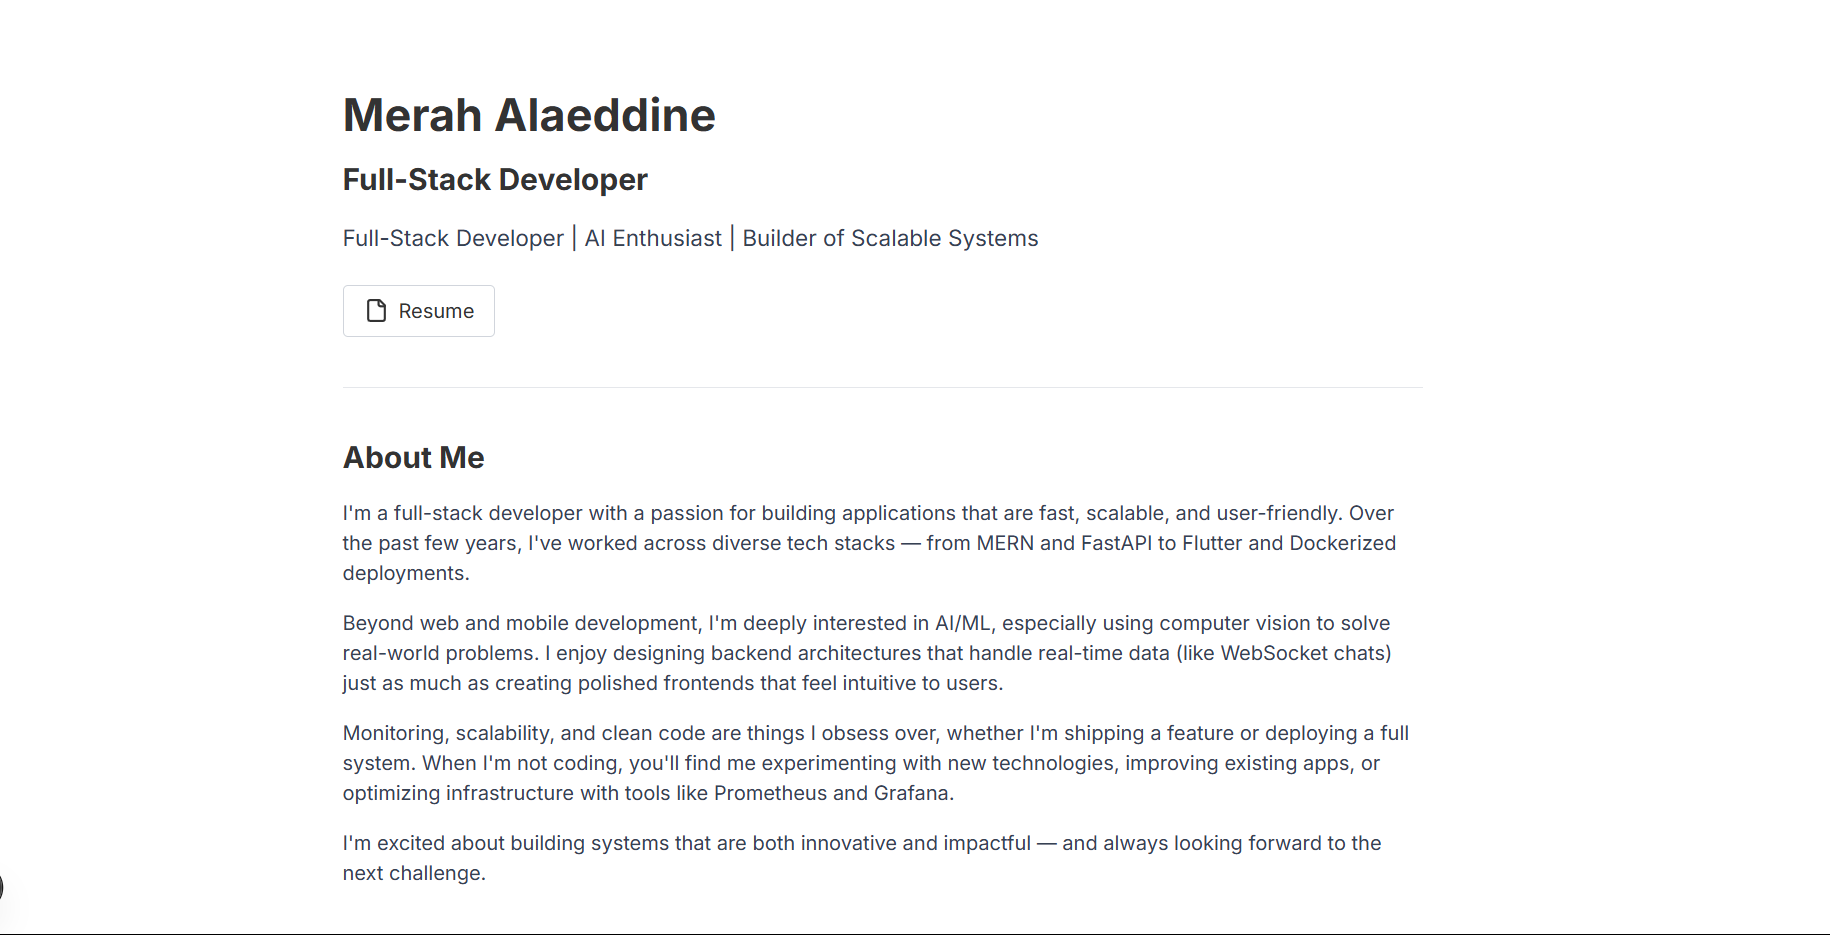 Merah Alaeddine
Full-Stack Developer
Full-Stack Developer | AI Enthusiast | Builder of Scalable Systems
Resume
About Me
I'm a full-stack developer with a passion for building applications that are fast, scalable, and user-friendly. Over
the past few years, I've worked across diverse tech stacks — from MERN and FastAPI to Flutter and Dockerized
deployments.
Beyond web and mobile development, I'm deeply interested in AI/ML, especially using computer vision to solve
real-world problems. I enjoy designing backend architectures that handle real-time data (like WebSocket chats)
just as much as creating polished frontends that feel intuitive to users.
Monitoring, scalability, and clean code are things I obsess over, whether I'm shipping a feature or deploying a full
system. When I'm not coding, you'll find me experimenting with new technologies, improving existing apps, or
optimizing infrastructure with tools like Prometheus and Grafana.
I'm excited about building systems that are both innovative and impactful — and always looking forward to the
next challenge.